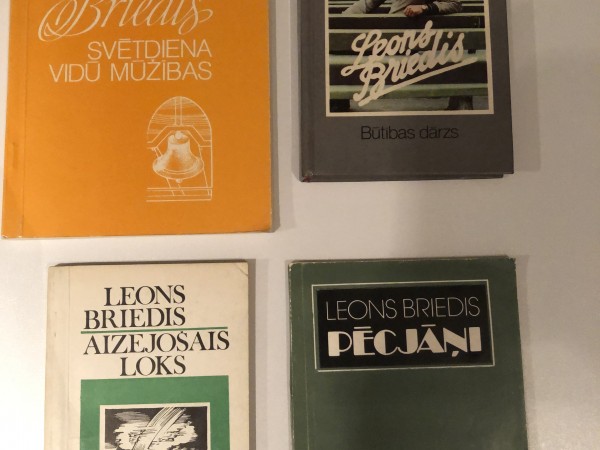 Briedis
SVĒTDIENA
VIDŪ MŪŽĪBAS
Leons
Briedis
Būtības dārzs
LEONS
BRIEDIS
AIZEJOŠAIS
LOKS
LEONS BRIEDIS
PĒCJĀŅI